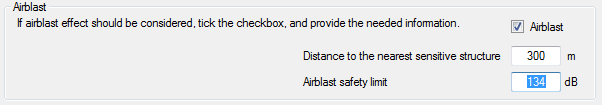 Airblast
If airblast effect should be considered, tick the checkbox, and provide the needed information.
Airblast
Distance to the nearest sensitive structure 300 m
Airblast safety limit 134 dB